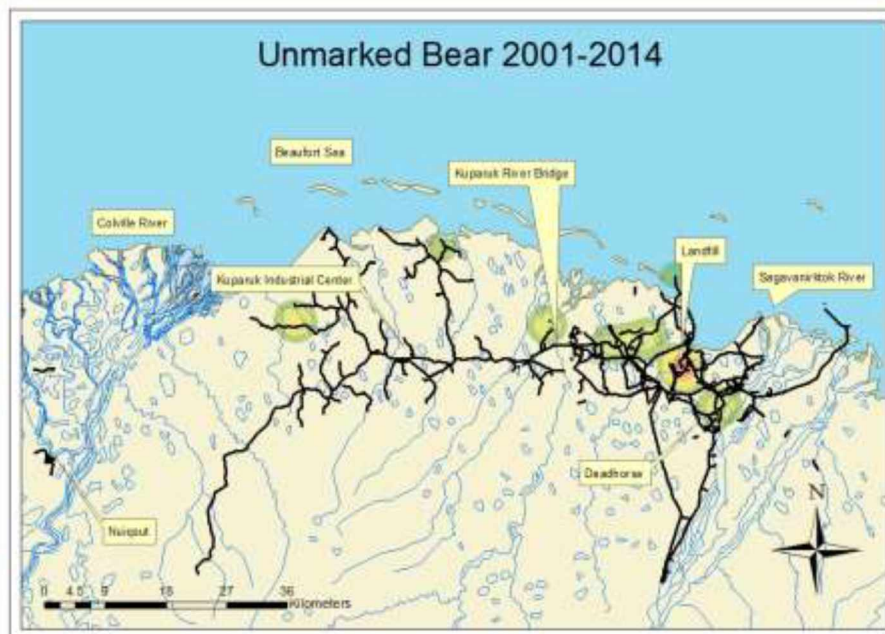 Unmarked Bear 2001-2014
Beaufort Sea
Kuparuk River Bridge
Colville River
Landfill
Kuparuk Industrial Center
Sagavanirktok River
Deadhorse
N
Nuiqsut
0 4.5 9 18 27 36
Kilometers